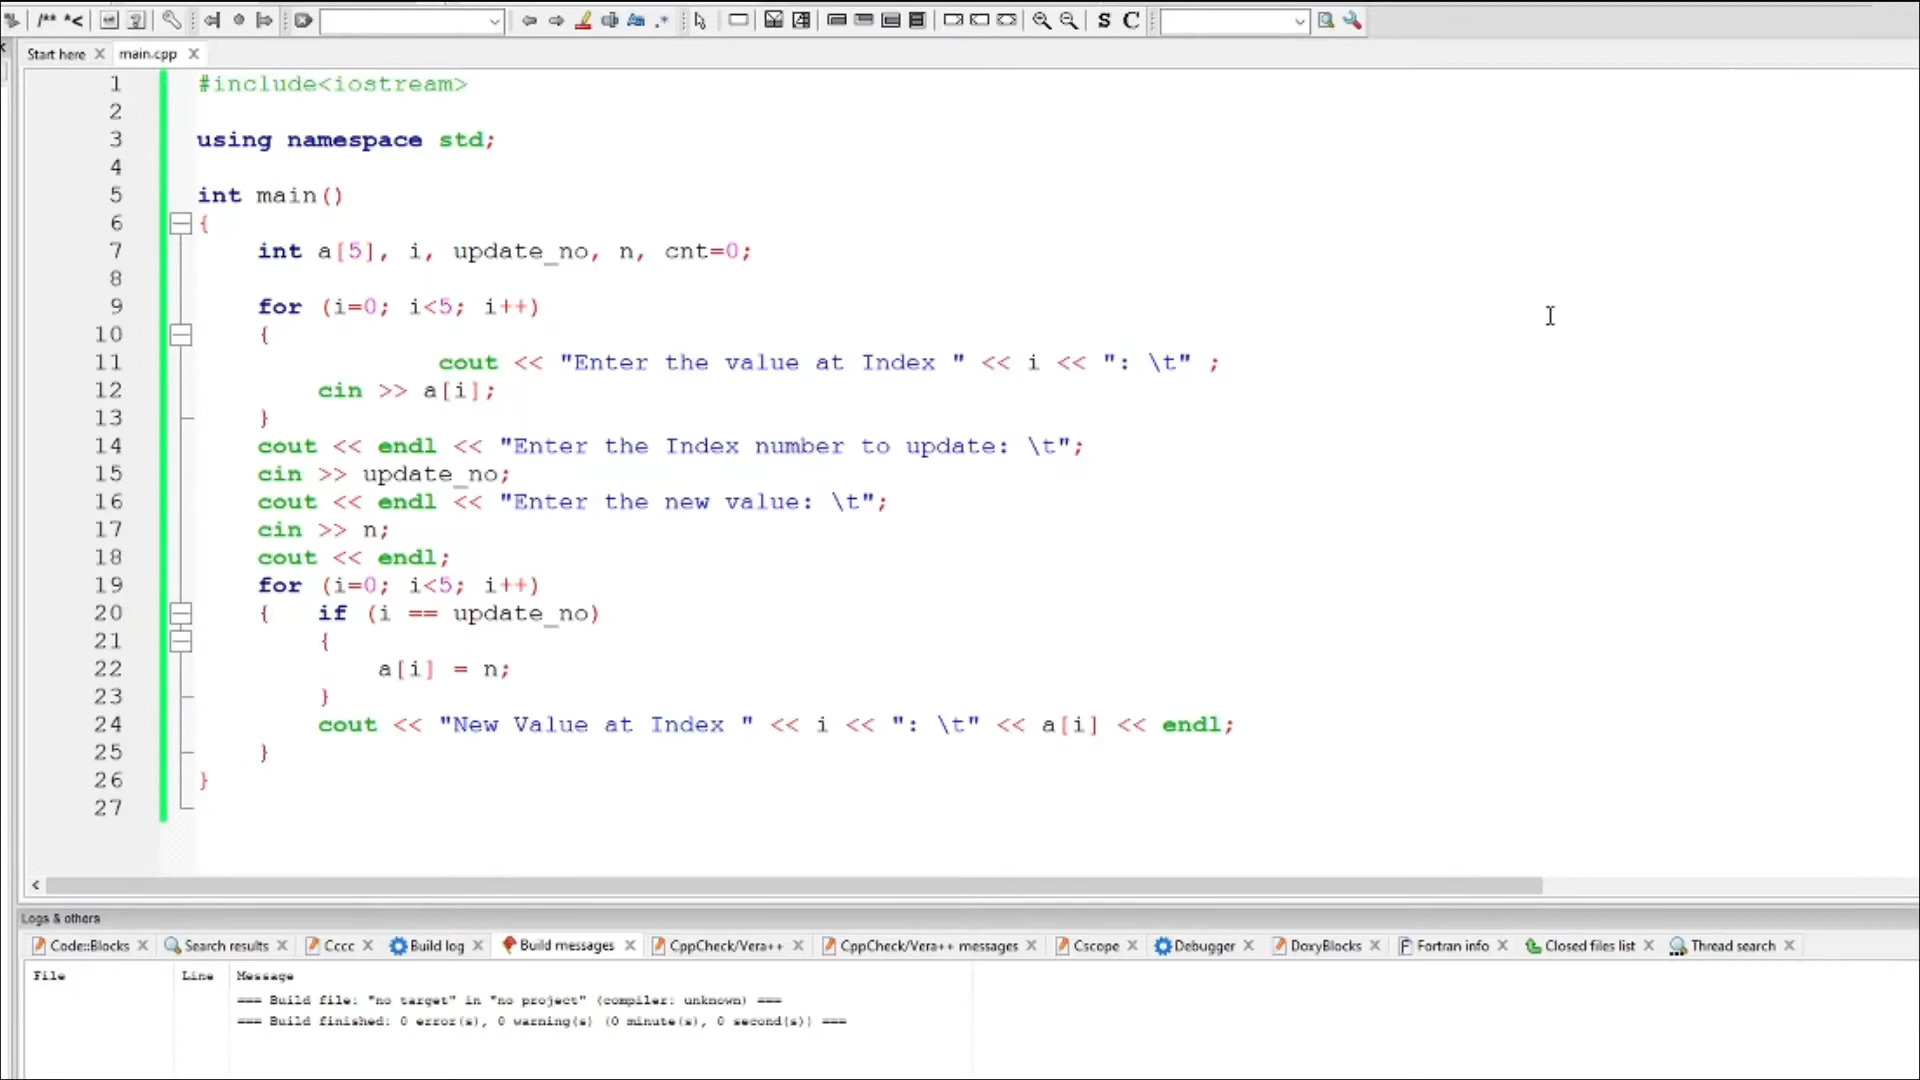 /** *<
S C
Start here main.cpp
1 #include<iostream>
2
3 using namespace std;
4
5 int main()
6 {
7 int a[5], i, update_no, n, cnt=0;
8
9 for (i=0; i<5; i++)
10 {
11 cout << "Enter the value at Index " << i << ": \t" ;
12 cin >> a[i];
13 }
14 cout << endl << "Enter the Index number to update: \t";
15 cin >> update_no;
16 cout << endl << "Enter the new value: \t";
17 cin >> n;
18 cout << endl;
19 for (i=0; i<5; i++)
20 { if (i == update_no)
21 {
22 a[i] = n;
23 }
24 cout << "New Value at Index " << i << ": \t" << a[i] << endl;
25 }
26 }
27
Logs & others
Code::Blocks Search results Cccc Build log Build messages CppCheck/Vera++ CppCheck/Vera++ messages Cscope Debugger DoxyBlocks Fortran info Closed files list Thread search
File Line Message
=== Build file: "no target" in "no project" (compiler: unknown) ===
=== Build finished: 0 error(s), 0 warning(s) (0 minute(s), 0 second(s)) ===